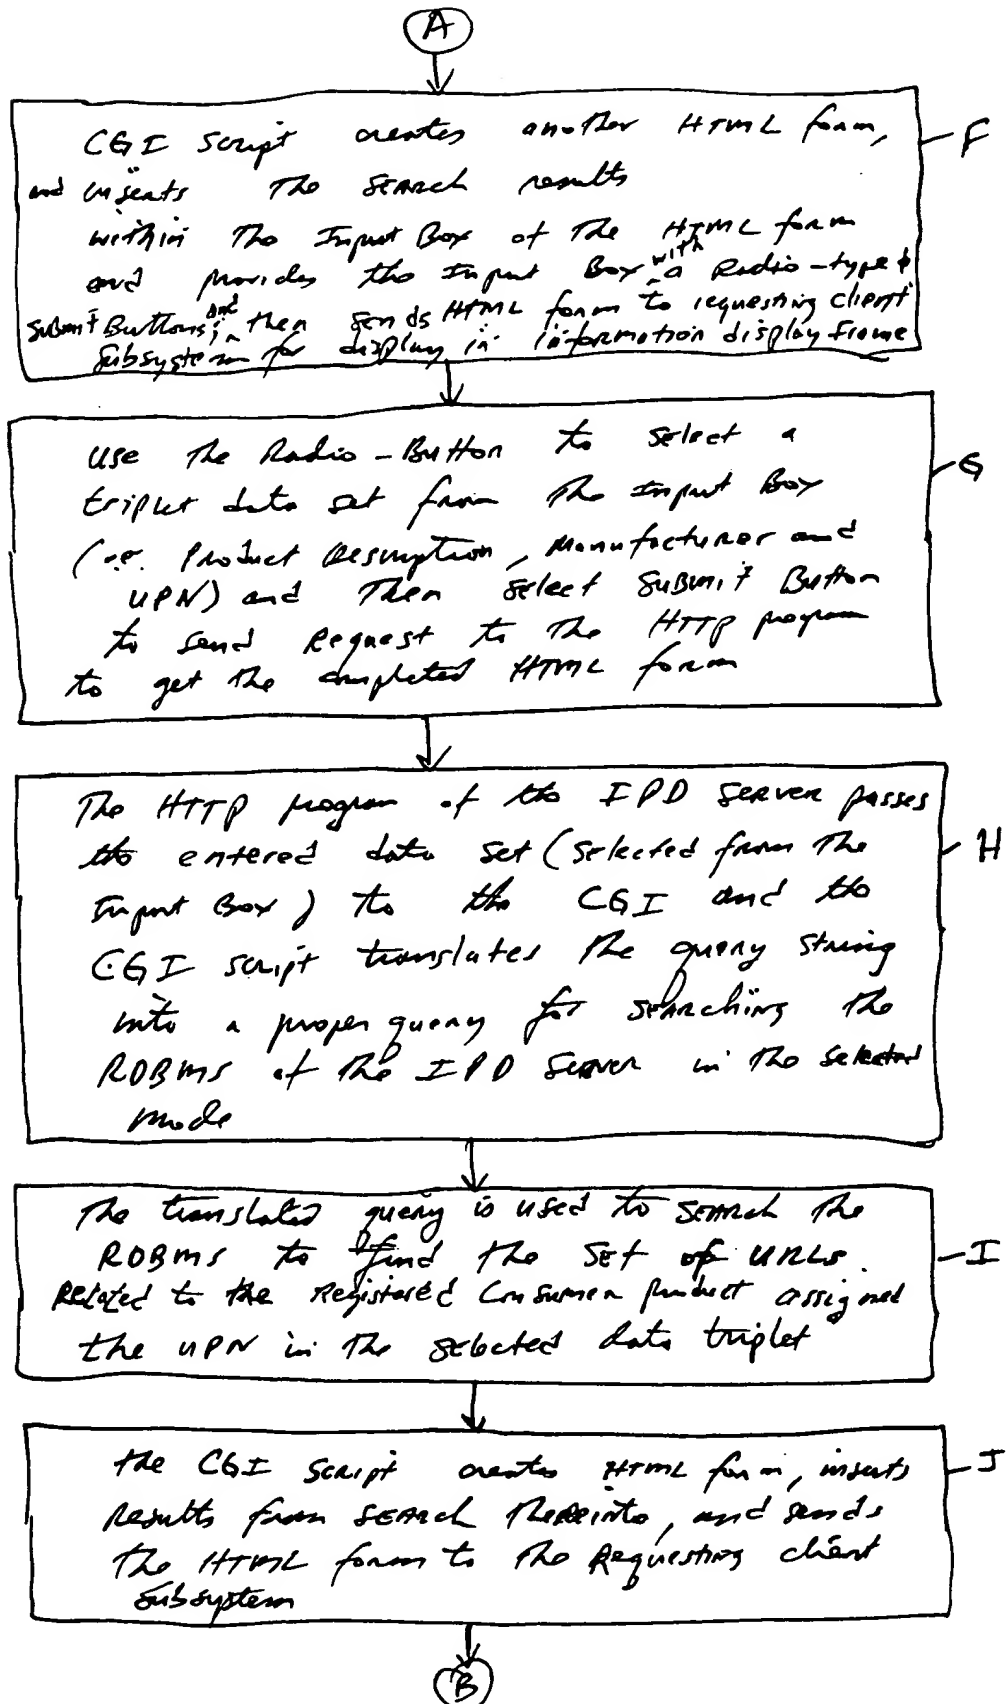 A
CGI Script creates another HTML form,
and inserts the search results
within the Input Box of the HTML form
and provides the Input Box with a Radio-type &
Submit Buttons; and then sends HTML form to requesting client
subsystem for display in information display frame
F
use the Radio-Button to select a
triplet data set from the Input Box
(i.e. Product Description, Manufacturer and
UPN) and then select Submit Button
to send Request to the HTTP program
to get the completed HTML form
G
The HTTP program of the IPD Server passes
the entered data set (selected from the
Input Box) to the CGI and the
CGI script translates the query string
into a proper query for searching the
RDBMS of the IPD Server in the selected
mode
H
The translated query is used to search the
RDBMS to find the set of URLs
Related to the registered Consumer product assigned
the UPN in the selected data triplet
I
the CGI Script creates HTML form, inserts
Results from search thereinto, and sends
the HTML form to the Requesting client
subsystem
J
B